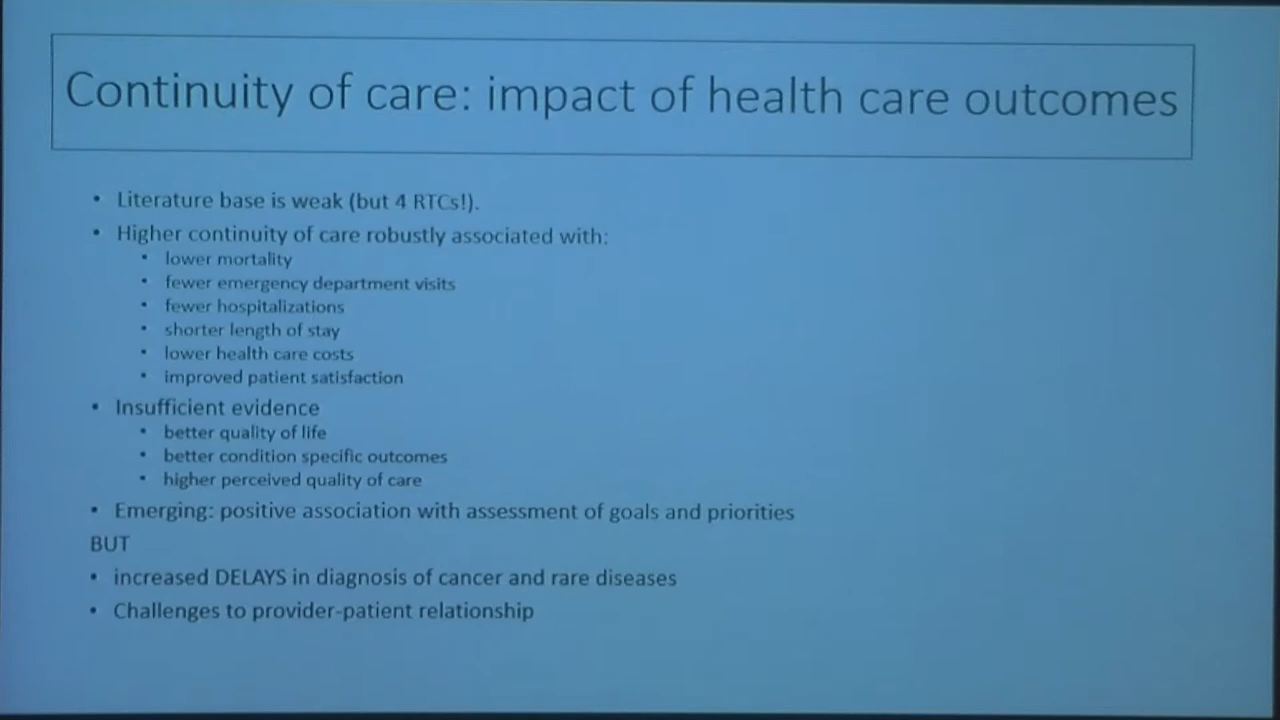 Continuity of care: impact of health care outcomes
• Literature base is weak (but 4 RTCs!).
• Higher continuity of care robustly associated with:
• lower mortality
• fewer emergency department visits
• fewer hospitalizations
• shorter length of stay
• lower health care costs
• improved patient satisfaction
• Insufficient evidence
• better quality of life
• better condition specific outcomes
• higher perceived quality of care
• Emerging: positive association with assessment of goals and priorities
BUT
• increased DELAYS in diagnosis of cancer and rare diseases
• Challenges to provider-patient relationship